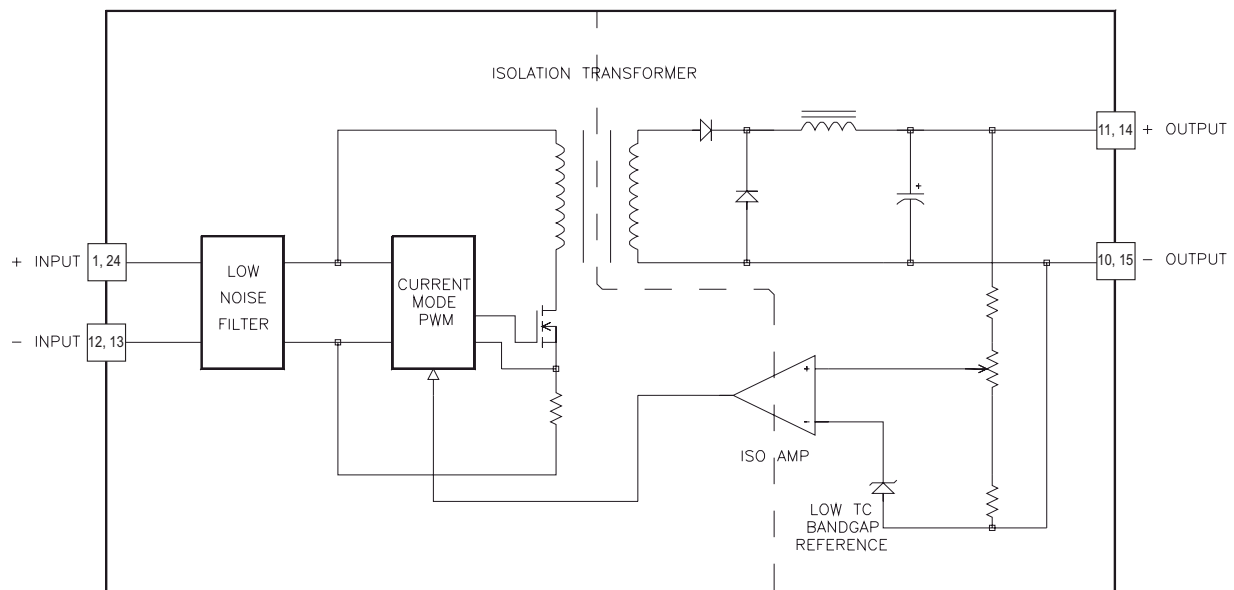 ISOLATION TRANSFORMER
11, 14 + OUTPUT
+ INPUT 1, 24
LOW
NOISE
FILTER
CURRENT
MODE
PWM
+
10, 15 - OUTPUT
- INPUT 12, 13
+
-
ISO AMP
LOW TC
BANDGAP
REFERENCE